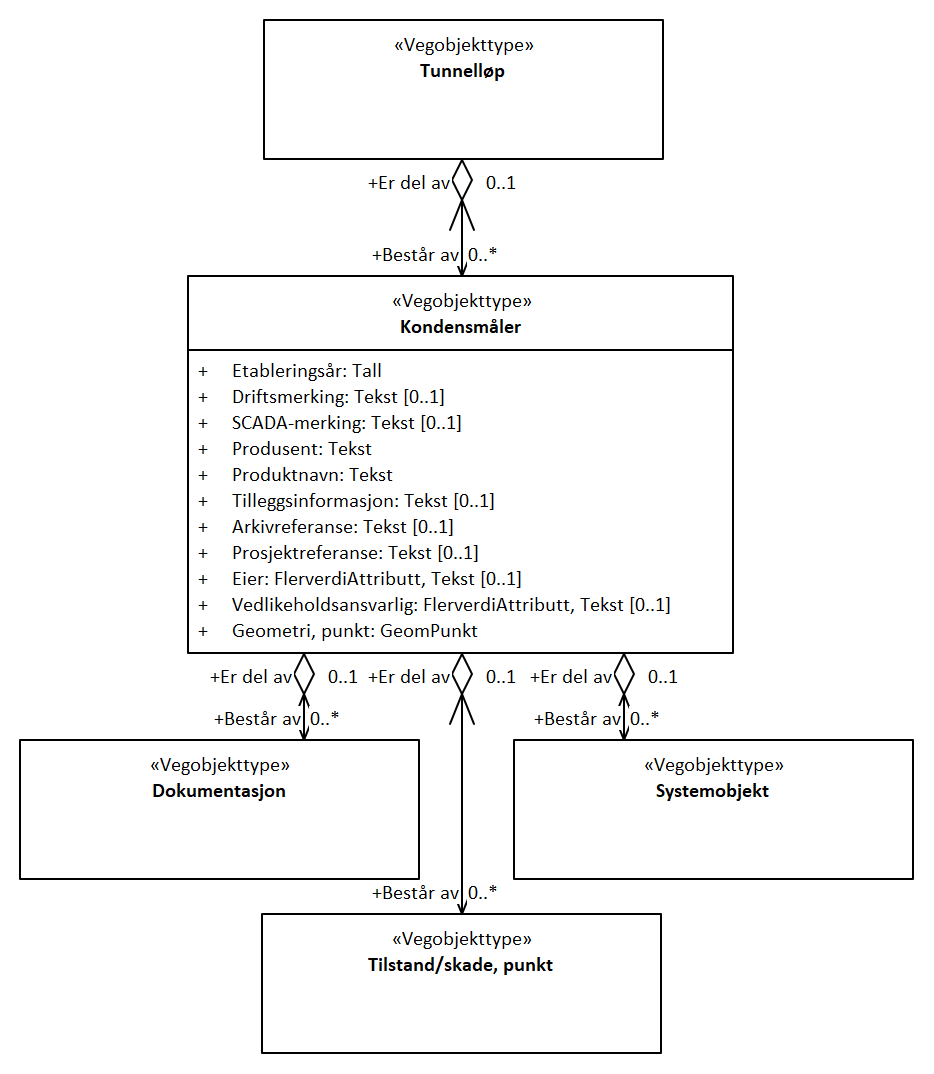 «Vegobjekttype»
Tunnelløp
+Er del av 0..1
+Består av 0..*
«Vegobjekttype»
Kondensmåler
+ Etableringsår: Tall
+ Driftsmerking: Tekst [0..1]
+ SCADA-merking: Tekst [0..1]
+ Produsent: Tekst
+ Produktnavn: Tekst
+ Tilleggsinformasjon: Tekst [0..1]
+ Arkivreferanse: Tekst [0..1]
+ Prosjektreferanse: Tekst [0..1]
+ Eier: FlerverdiAttributt, Tekst [0..1]
+ Vedlikeholdsansvarlig: FlerverdiAttributt, Tekst [0..1]
+ Geometri, punkt: GeomPunkt
+Er del av 0..1 +Er del av 0..1 +Er del av 0..1
+Består av 0..* +Består av 0..*
«Vegobjekttype» «Vegobjekttype»
Dokumentasjon Systemobjekt
+Består av 0..*
«Vegobjekttype»
Tilstand/skade, punkt